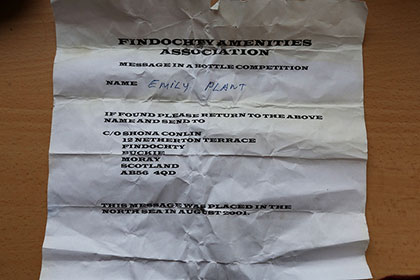 FINDOCHTY AMENITIES
ASSOCIATION
MESSAGE IN A BOTTLE COMPETITION
NAME EMILY PLANT
IF FOUND PLEASE RETURN TO THE ABOVE
NAME AND SEND TO
C/O SHONA CONLIN
12 NETHERTON TERRACE
FINDOCHTY
BUCKIE
MORAY
SCOTLAND
AB56 4QD
THIS MESSAGE WAS PLACED IN THE
NORTH SEA IN AUGUST 2001.